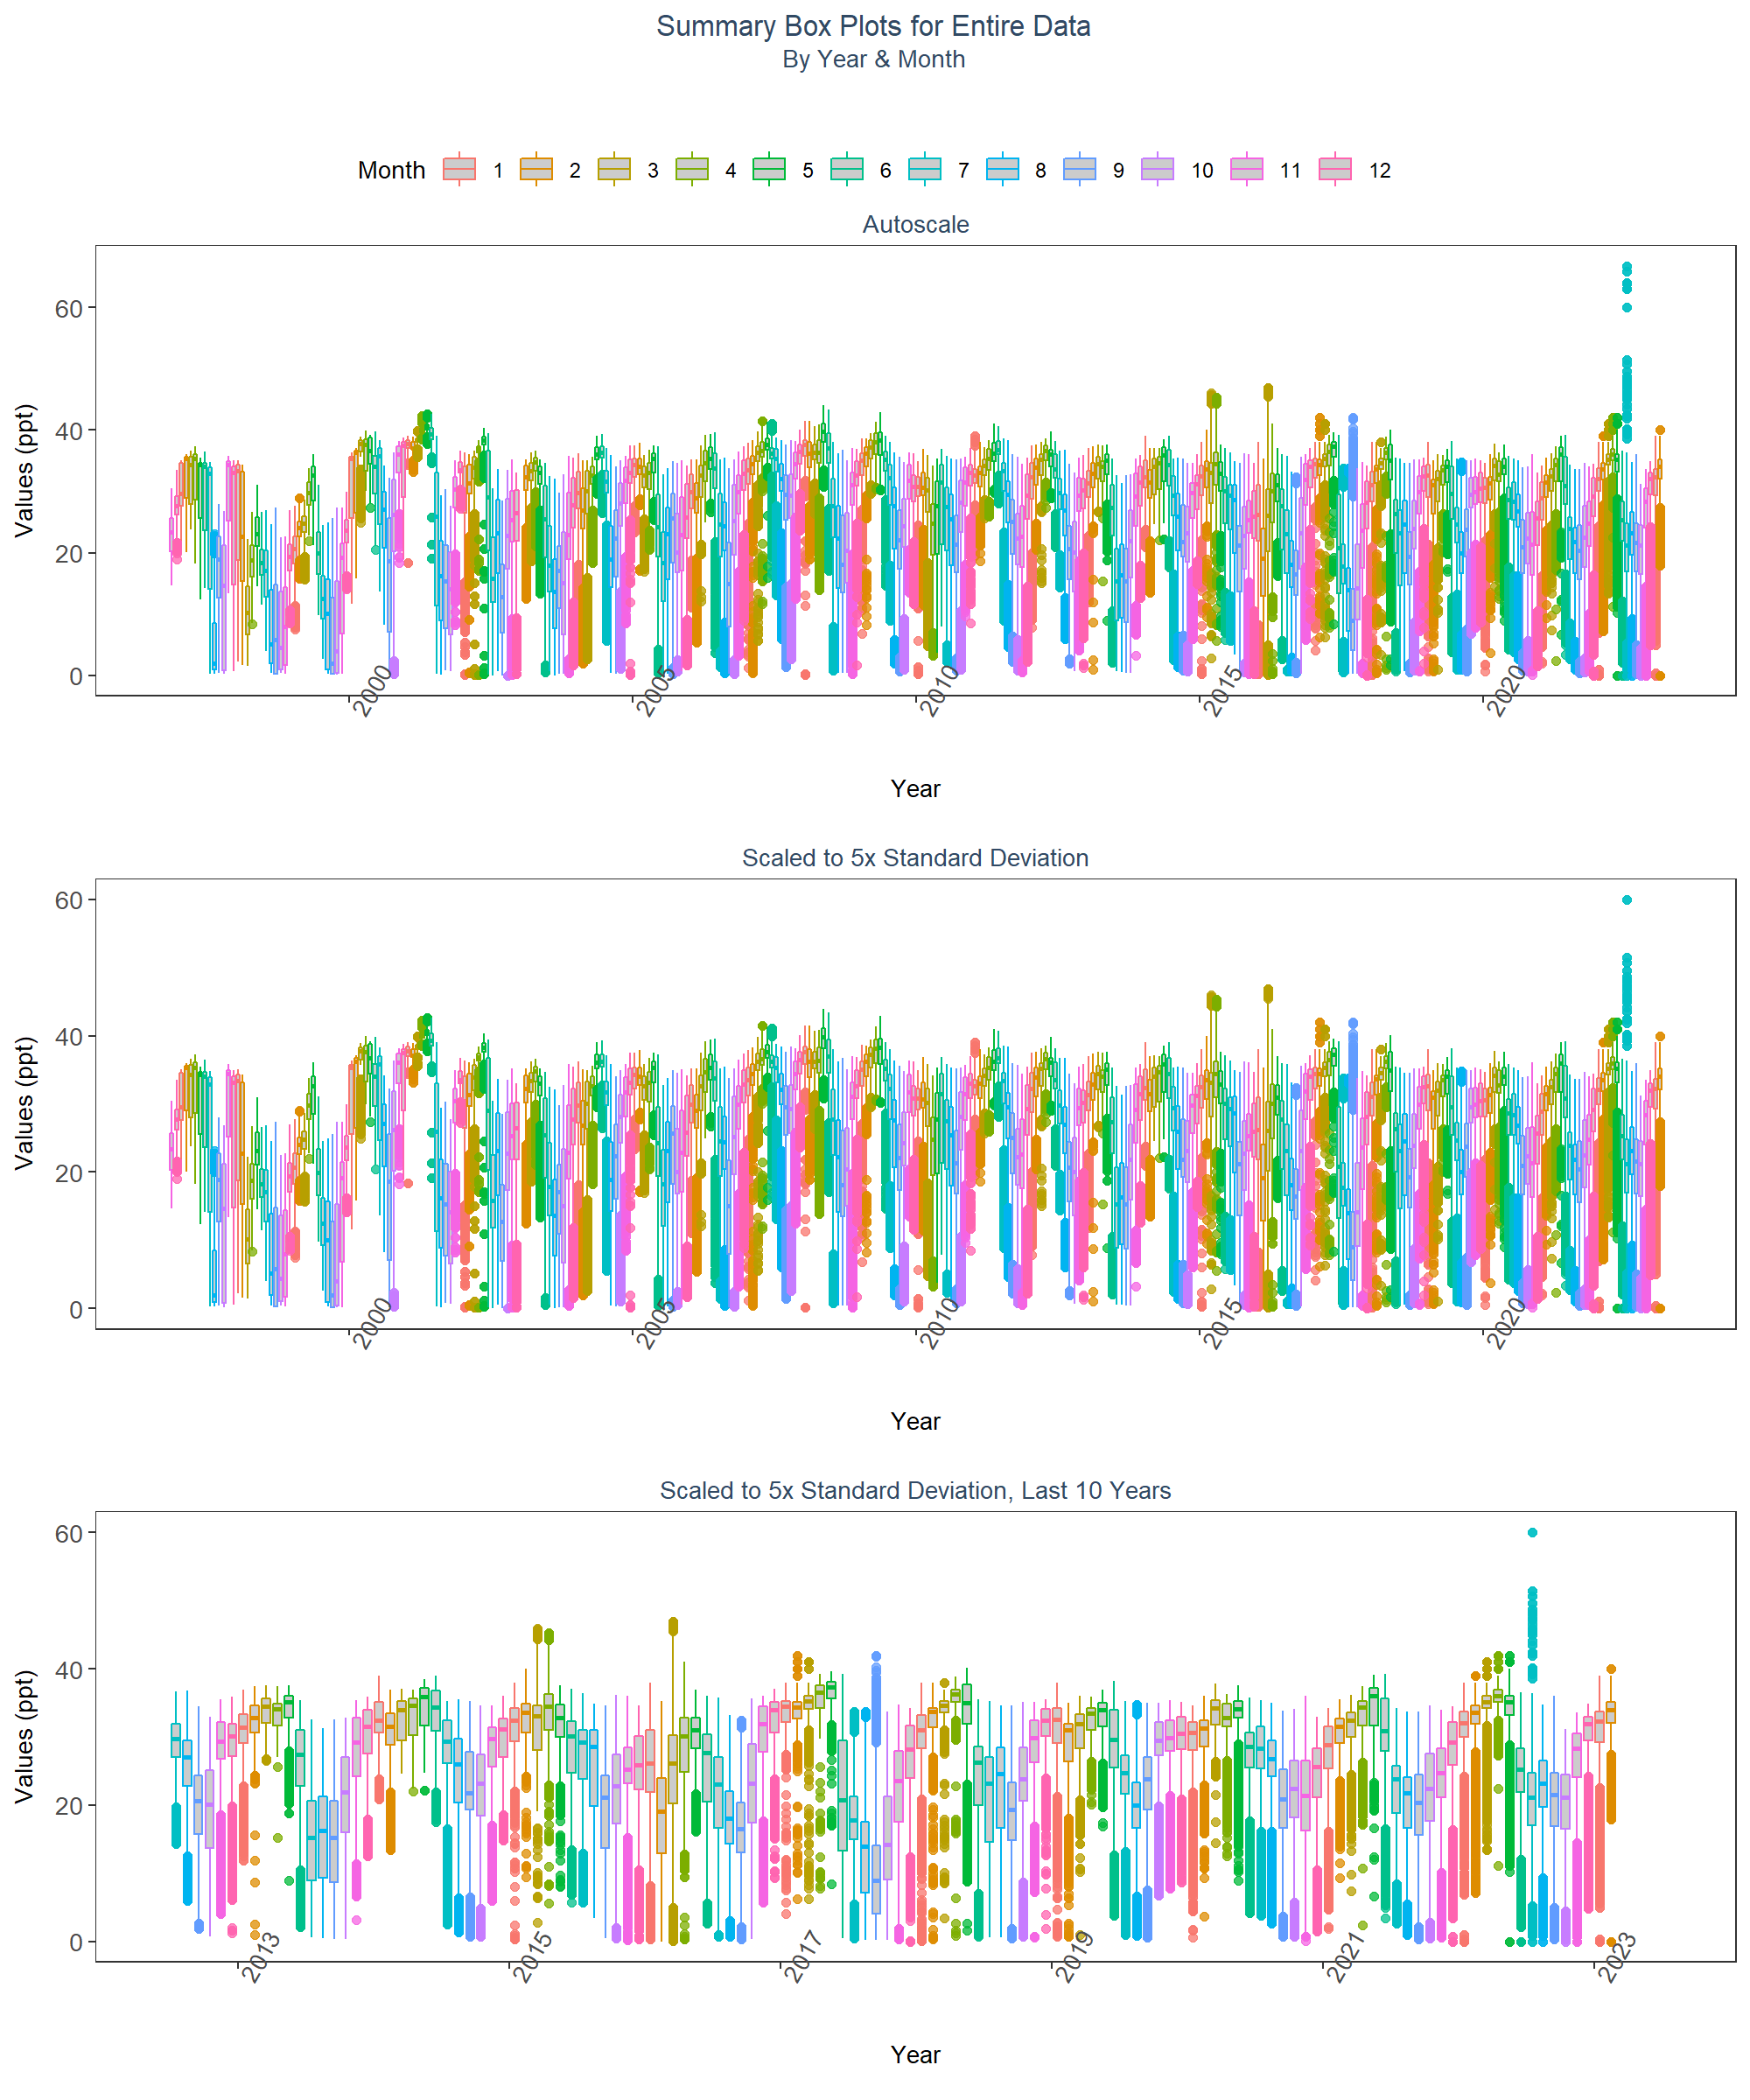 Summary Box Plots for Entire Data
By Year & Month
Month 1 2 3 4 5 6 7 8 9 10 11 12
Autoscale
Values (ppt)
60
40
20
0
2000 2005 2010 2015 2020
Year
Scaled to 5x Standard Deviation
Values (ppt)
60
40
20
0
2000 2005 2010 2015 2020
Year
Scaled to 5x Standard Deviation, Last 10 Years
Values (ppt)
60
40
20
0
2013 2015 2017 2019 2021 2023
Year